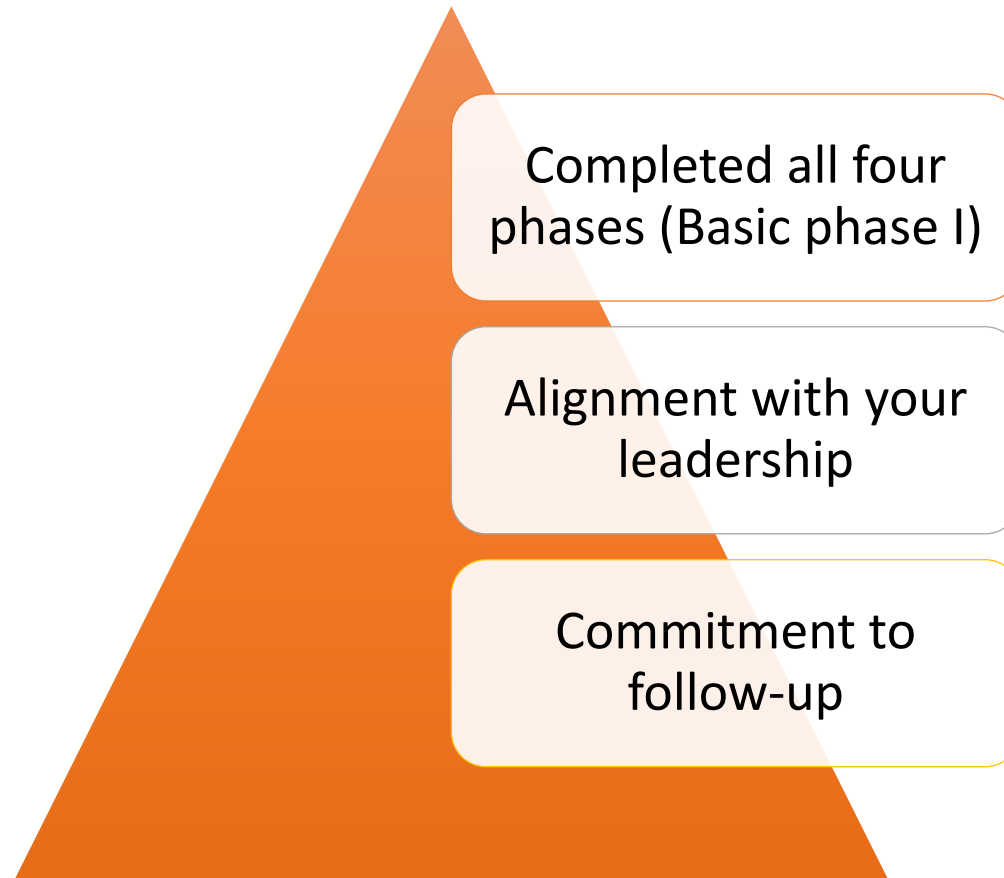 Completed all four
phases (Basic phase I)
Alignment with your
leadership
Commitment to
follow-up